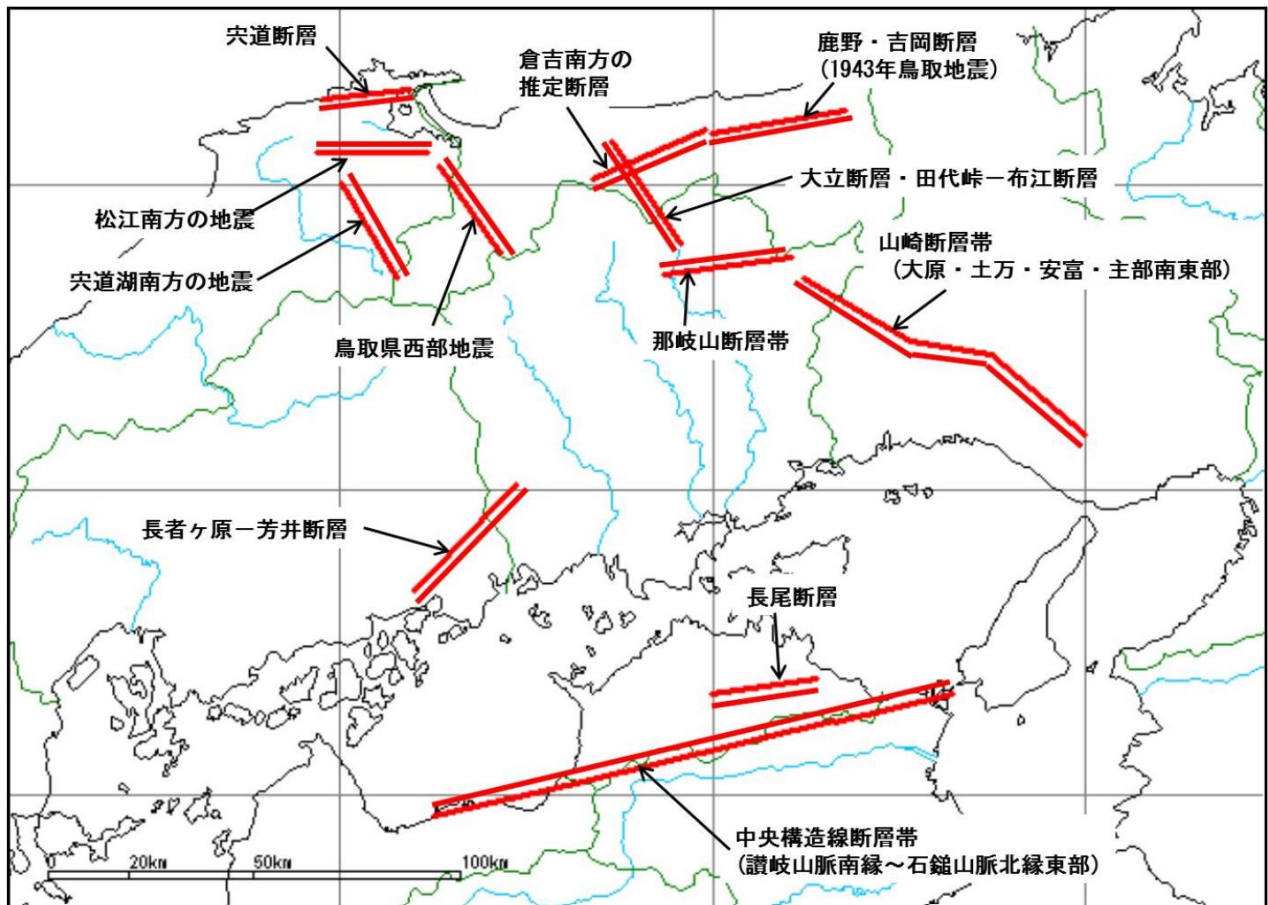 宍道断層
倉吉南方の
推定断層
鹿野・吉岡断層
(1943年鳥取地震)
大立断層・田代峠－布江断層
松江南方の地震
山崎断層帯
(大原・土万・安富・主部南東部)
宍道湖南方の地震
鳥取県西部地震
那岐山断層帯
長者ヶ原－芳井断層
長尾断層
中央構造線断層帯
(讃岐山脈南縁～石鎚山脈北縁東部)
0 20km 50km 100km